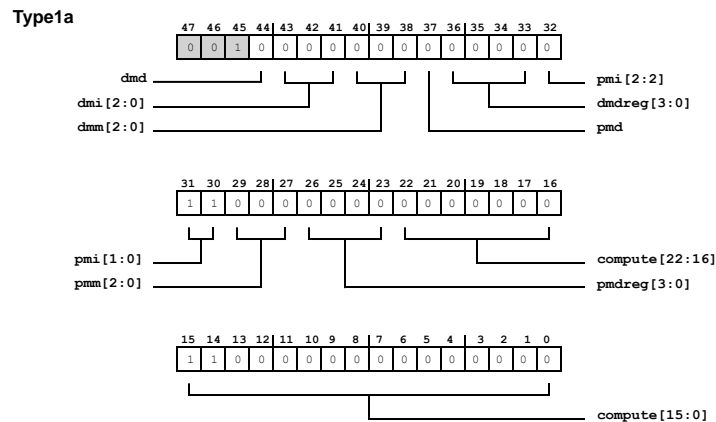 Type1a
47 46 45 44 43 42 41 40 39 38 37 36 35 34 33 32
0 0 1 0 0 0 0 0 0 0 0 0 0 0 0 0
dmd
pmi[2:2]
dmi[2:0]
dmdreg[3:0]
dmm[2:0]
pmd
31 30 29 28 27 26 25 24 23 22 21 20 19 18 17 16
1 1 0 0 0 0 0 0 0 0 0 0 0 0 0 0
pmi[1:0]
compute[22:16]
pmm[2:0]
pmdreg[3:0]
15 14 13 12 11 10 9 8 7 6 5 4 3 2 1 0
1 1 0 0 0 0 0 0 0 0 0 0 0 0 0 0
compute[15:0]